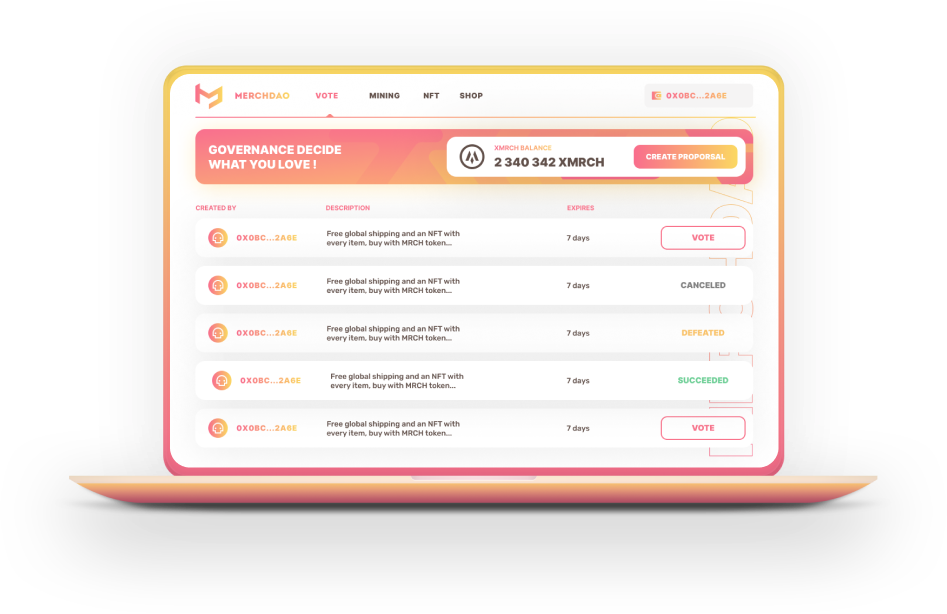 MERCHDAO
VOTE
MINING
NFT
SHOP
0X0BC...2A6E
GOVERNANCE DECIDE
WHAT YOU LOVE !
XMRCH BALANCE
2 340 342 XMRCH
CREATE PROPORSAL
CREATED BY
DESCRIPTION
EXPIRES
0X0BC...2A6E
Free global shipping and an NFT with
every item, buy with MRCH token...
7 days
VOTE
0X0BC...2A6E
Free global shipping and an NFT with
every item, buy with MRCH token...
7 days
CANCELED
0X0BC...2A6E
Free global shipping and an NFT with
every item, buy with MRCH token...
7 days
DEFEATED
0X0BC...2A6E
Free global shipping and an NFT with
every item, buy with MRCH token...
7 days
SUCCEEDED
0X0BC...2A6E
Free global shipping and an NFT with
every item, buy with MRCH token...
7 days
VOTE